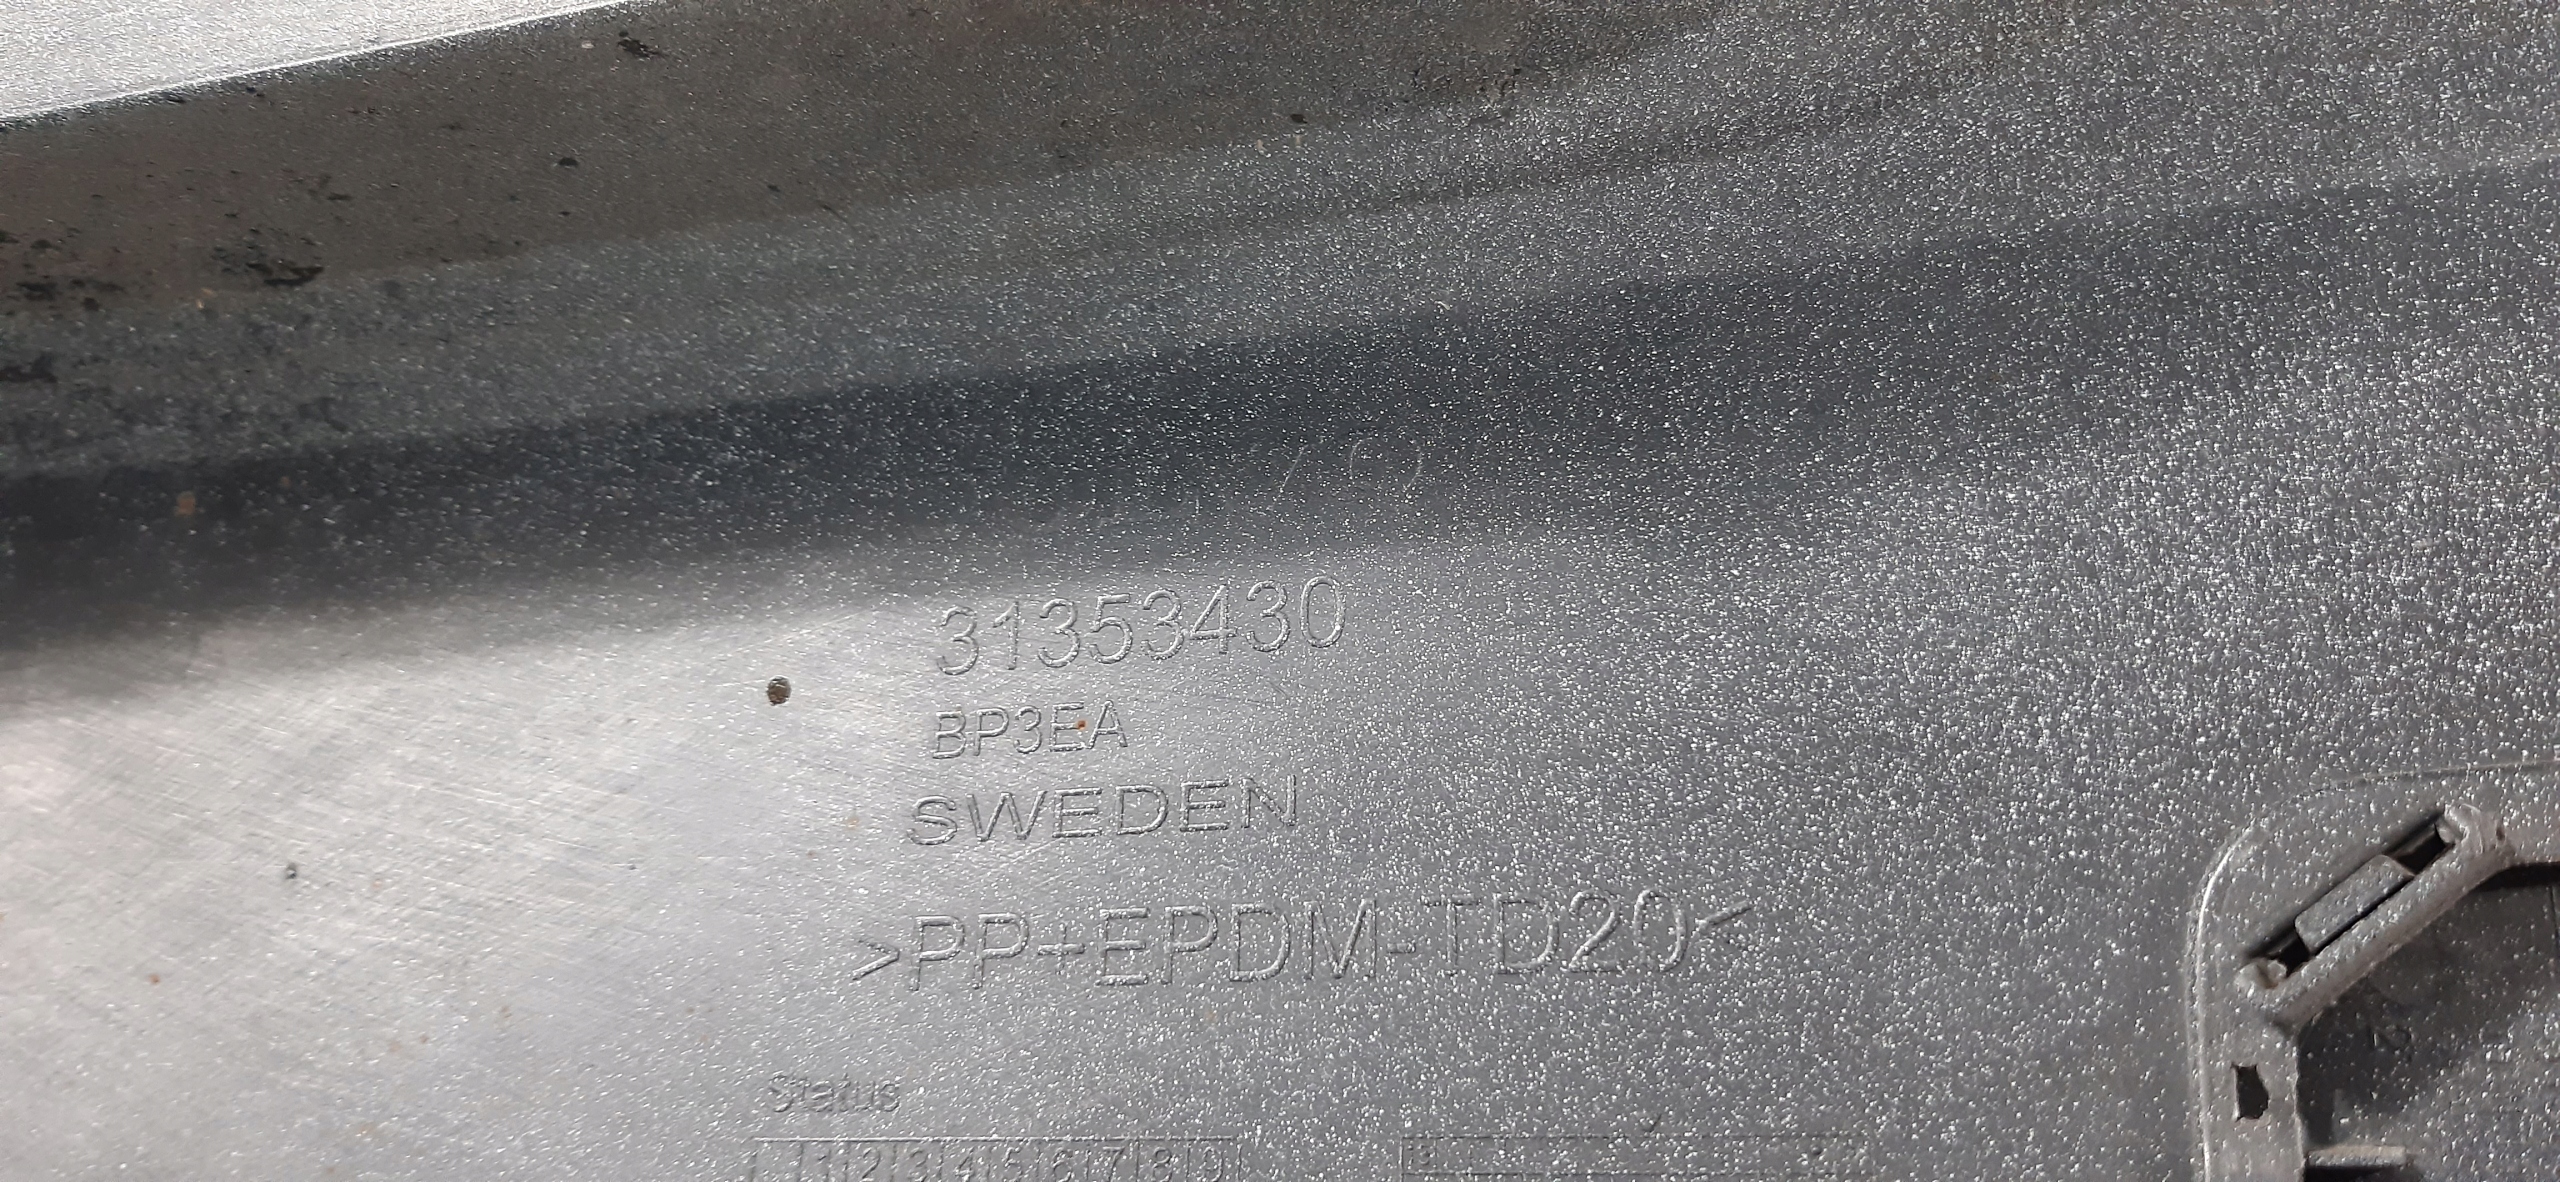 31353430
BP3EA
SWEDEN
>PP+EPDM-TD20<
Status
1 2 3 4 5 6 7 8 9